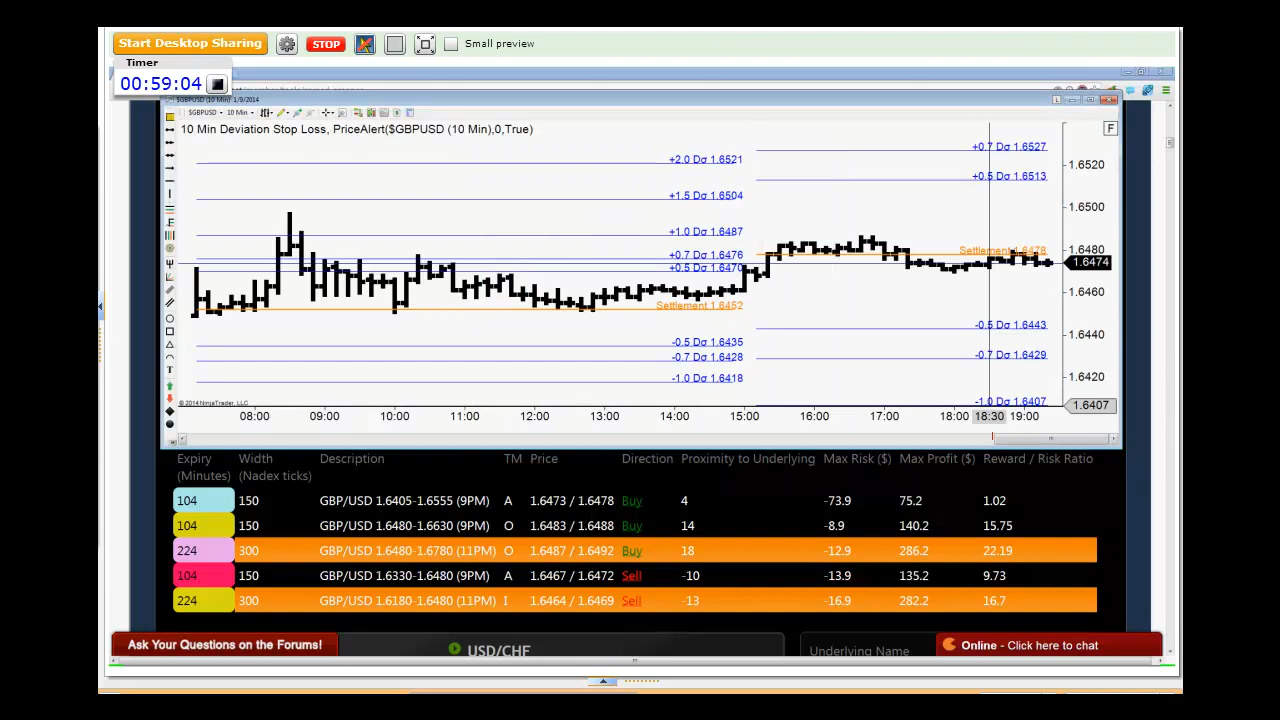 Start Desktop Sharing
STOP
Small preview
Timer
00:59:04
$GBPUSD (10 Min) 1/9/2014
$GBPUSD 10 Min
10 Min Deviation Stop Loss, PriceAlert($GBPUSD (10 Min),0,True)
F
+0.7 Dσ 1.6527
+2.0 Dσ 1.6521
1.6520
+0.5 Dσ 1.6513
+1.5 Dσ 1.6504
1.6500
+1.0 Dσ 1.6487
+0.7 Dσ 1.6476
Settlement 1.6478
1.6480
+0.5 Dσ 1.6470
1.6474
1.6460
Settlement 1.6452
-0.5 Dσ 1.6443
1.6440
-0.5 Dσ 1.6435
-0.7 Dσ 1.6428
-0.7 Dσ 1.6429
-1.0 Dσ 1.6418
1.6420
-1.0 Dσ 1.6407
1.6407
© 2014 NinjaTrader, LLC
08:00 09:00 10:00 11:00 12:00 13:00 14:00 15:00 16:00 17:00 18:00 18:30 19:00
Expiry (Minutes) Width (Nadex ticks) Description TM Price Direction Proximity to Underlying Max Risk ($) Max Profit ($) Reward / Risk Ratio
104 150 GBP/USD 1.6405-1.6555 (9PM) A 1.6473 / 1.6478 Buy 4 -73.9 75.2 1.02
104 150 GBP/USD 1.6480-1.6630 (9PM) O 1.6483 / 1.6488 Buy 14 -8.9 140.2 15.75
224 300 GBP/USD 1.6480-1.6780 (11PM) O 1.6487 / 1.6492 Buy 18 -12.9 286.2 22.19
104 150 GBP/USD 1.6330-1.6480 (9PM) A 1.6467 / 1.6472 Sell -10 -13.9 135.2 9.73
224 300 GBP/USD 1.6180-1.6480 (11PM) I 1.6464 / 1.6469 Sell -13 -16.9 282.2 16.7
Ask Your Questions on the Forums!
USD/CHF
Underlying Name
Online - Click here to chat